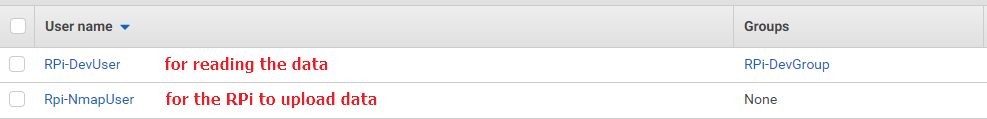 User name Groups
RPi-DevUser for reading the data RPi-DevGroup
Rpi-NmapUser for the RPi to upload data None